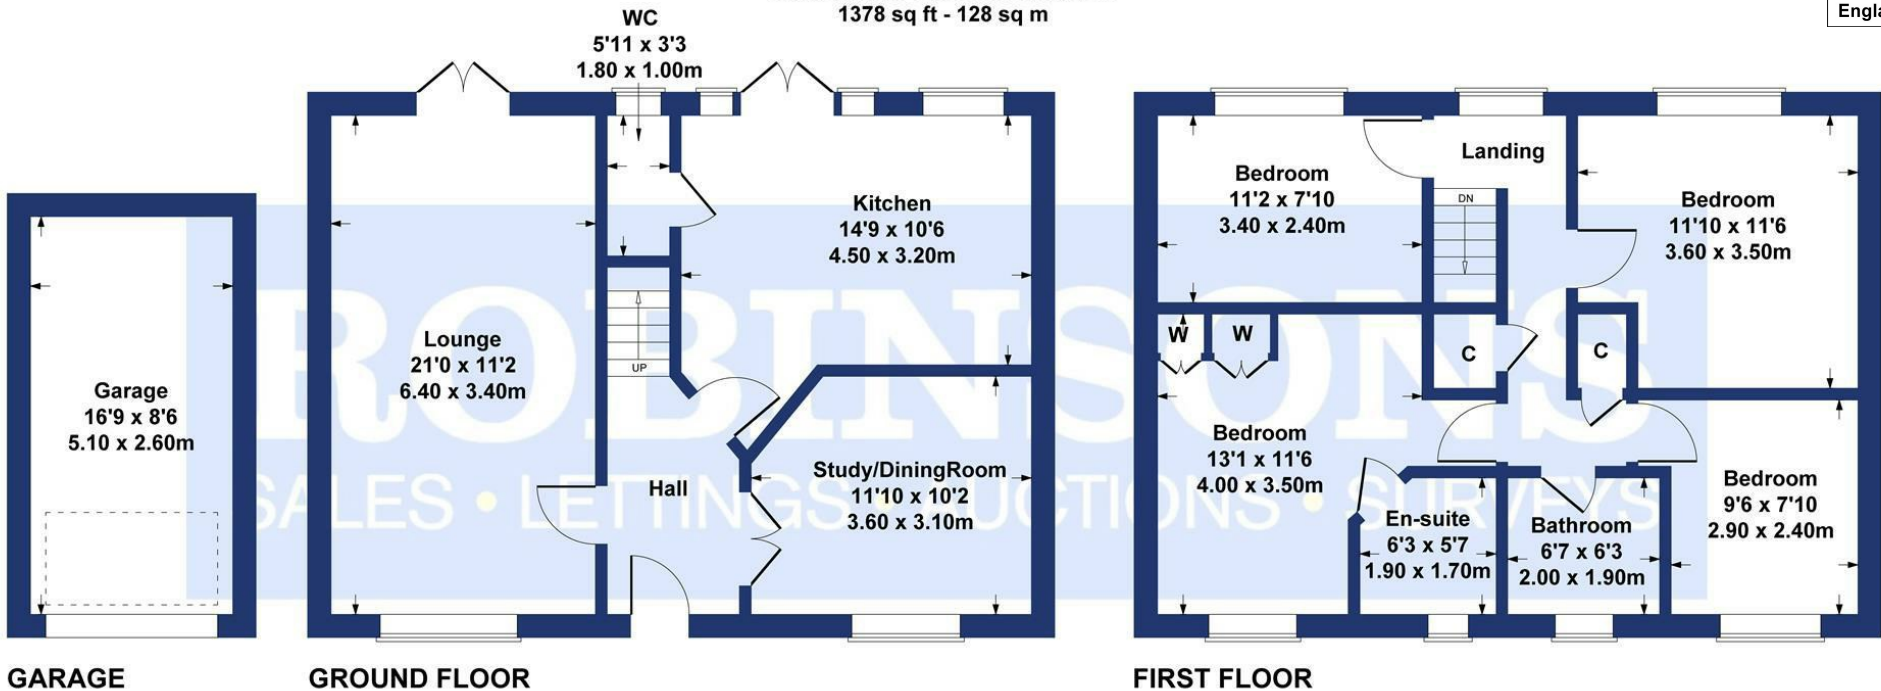 1378 sq ft - 128 sq m
Engla
WC
5'11 x 3'3
1.80 x 1.00m
Garage
16'9 x 8'6
5.10 x 2.60m
Lounge
21'0 x 11'2
6.40 x 3.40m
UP
Kitchen
14'9 x 10'6
4.50 x 3.20m
Hall
Study/DiningRoom
11'10 x 10'2
3.60 x 3.10m
Bedroom
11'2 x 7'10
3.40 x 2.40m
Landing
DN
Bedroom
11'10 x 11'6
3.60 x 3.50m
W
W
C
C
Bedroom
13'1 x 11'6
4.00 x 3.50m
En-suite
6'3 x 5'7
1.90 x 1.70m
Bathroom
6'7 x 6'3
2.00 x 1.90m
Bedroom
9'6 x 7'10
2.90 x 2.40m
ROBINSONS
SALES • LETTINGS • AUCTIONS • SURVEYS
GARAGE
GROUND FLOOR
FIRST FLOOR